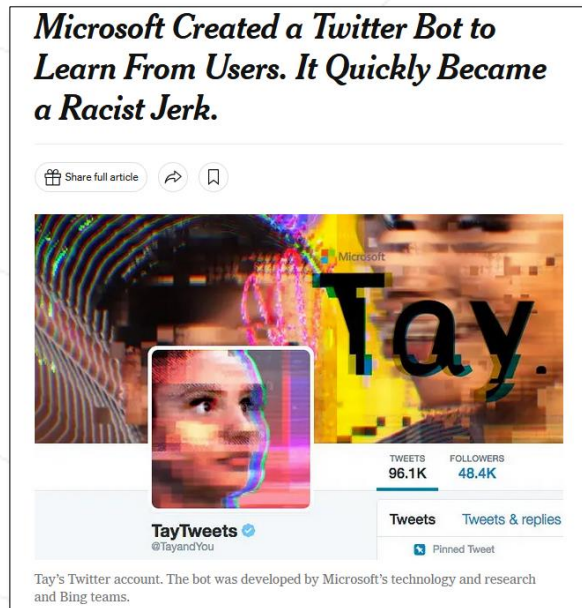 Microsoft Created a Twitter Bot to
Learn From Users. It Quickly Became
a Racist Jerk.
Share full article
Microsoft
Tay.
TWEETS
FOLLOWERS
96.1K
48.4K
TayTweets
@TayandYou
Tweets
Tweets & replies
Pinned Tweet
Tay's Twitter account. The bot was developed by Microsoft's technology and research
and Bing teams.